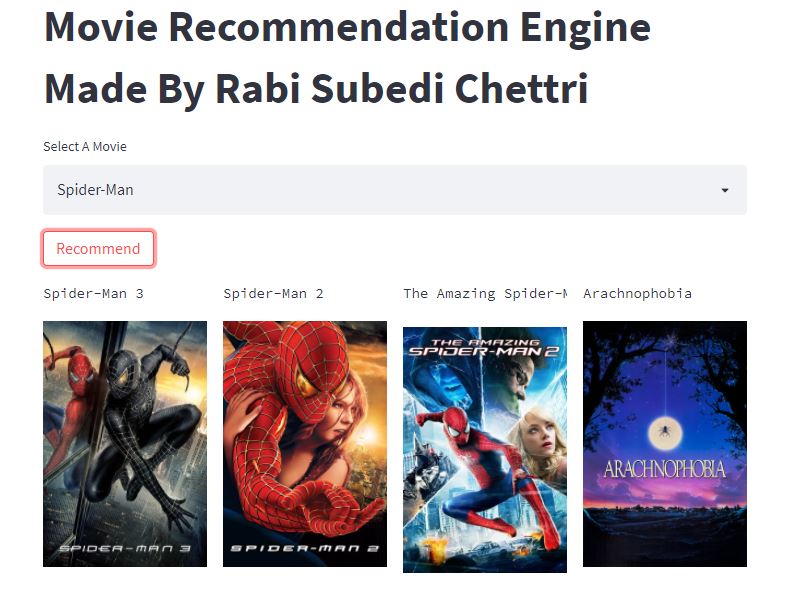 Movie Recommendation Engine
Made By Rabi Subedi Chettri
Select A Movie
Spider-Man
Recommend
Spider-Man 3
Spider-Man 2
The Amazing Spider-M
Arachnophobia
SPIDER-MAN 3
SPIDER-MAN 2
THE AMAZING
SPIDER-MAN 2
ARACHNOPHOBIA